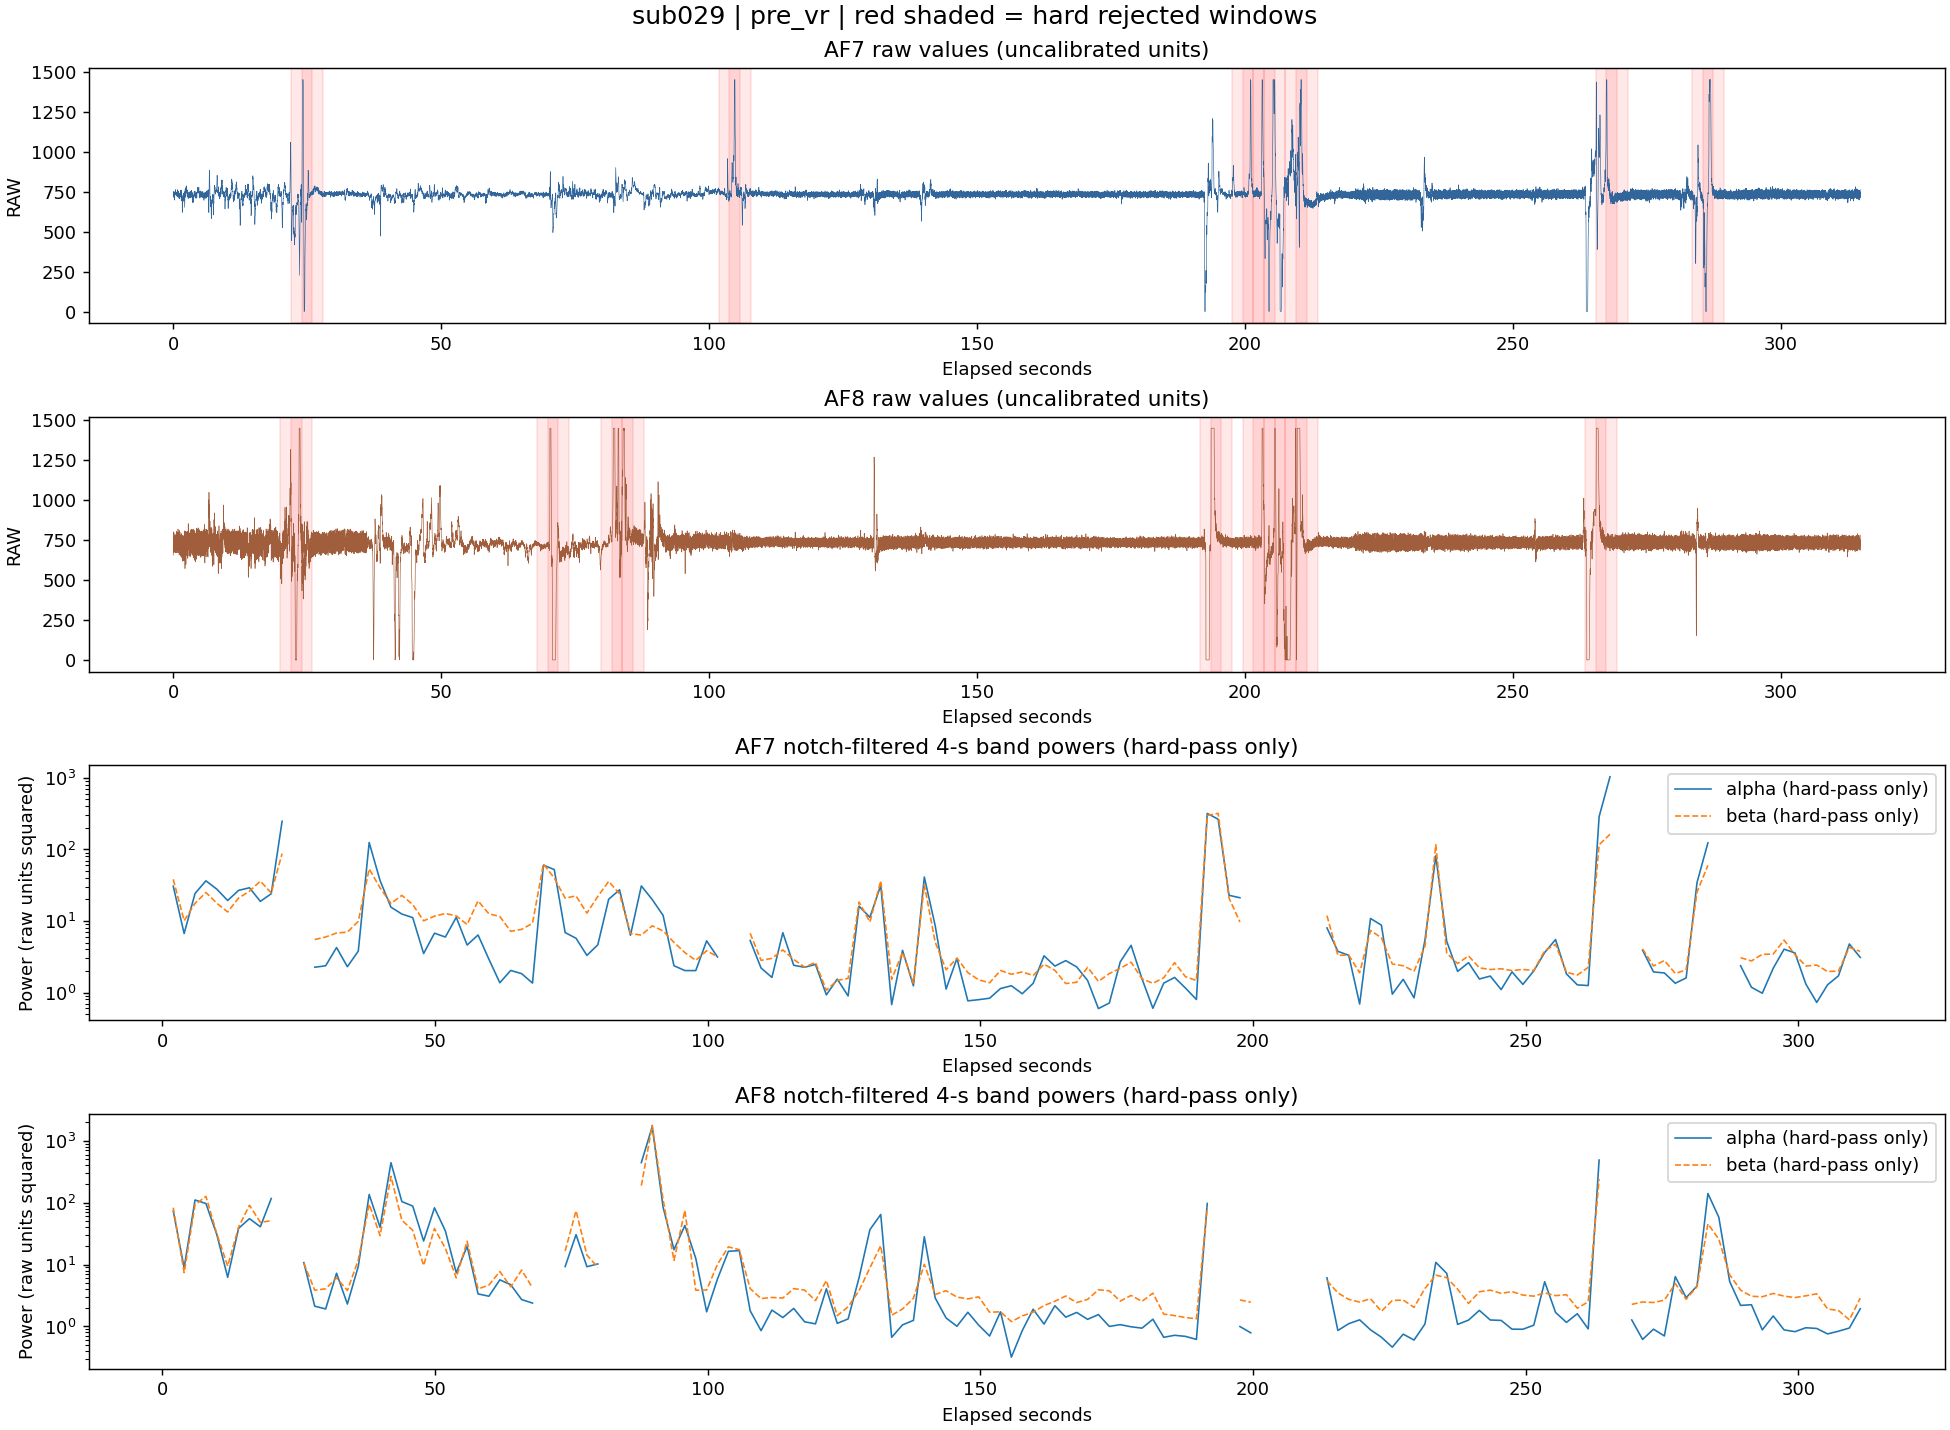 sub029 | pre_vr | red shaded = hard rejected windows
AF7 raw values (uncalibrated units)
RAW
1500
1250
1000
750
500
250
0
0 50 100 150 200 250 300
Elapsed seconds
AF8 raw values (uncalibrated units)
RAW
1500
1250
1000
750
500
250
0
0 50 100 150 200 250 300
Elapsed seconds
AF7 notch-filtered 4-s band powers (hard-pass only)
Power (raw units squared)
10³
10²
10¹
10⁰
alpha (hard-pass only)
beta (hard-pass only)
0 50 100 150 200 250 300
Elapsed seconds
AF8 notch-filtered 4-s band powers (hard-pass only)
Power (raw units squared)
10³
10²
10¹
10⁰
alpha (hard-pass only)
beta (hard-pass only)
0 50 100 150 200 250 300
Elapsed seconds